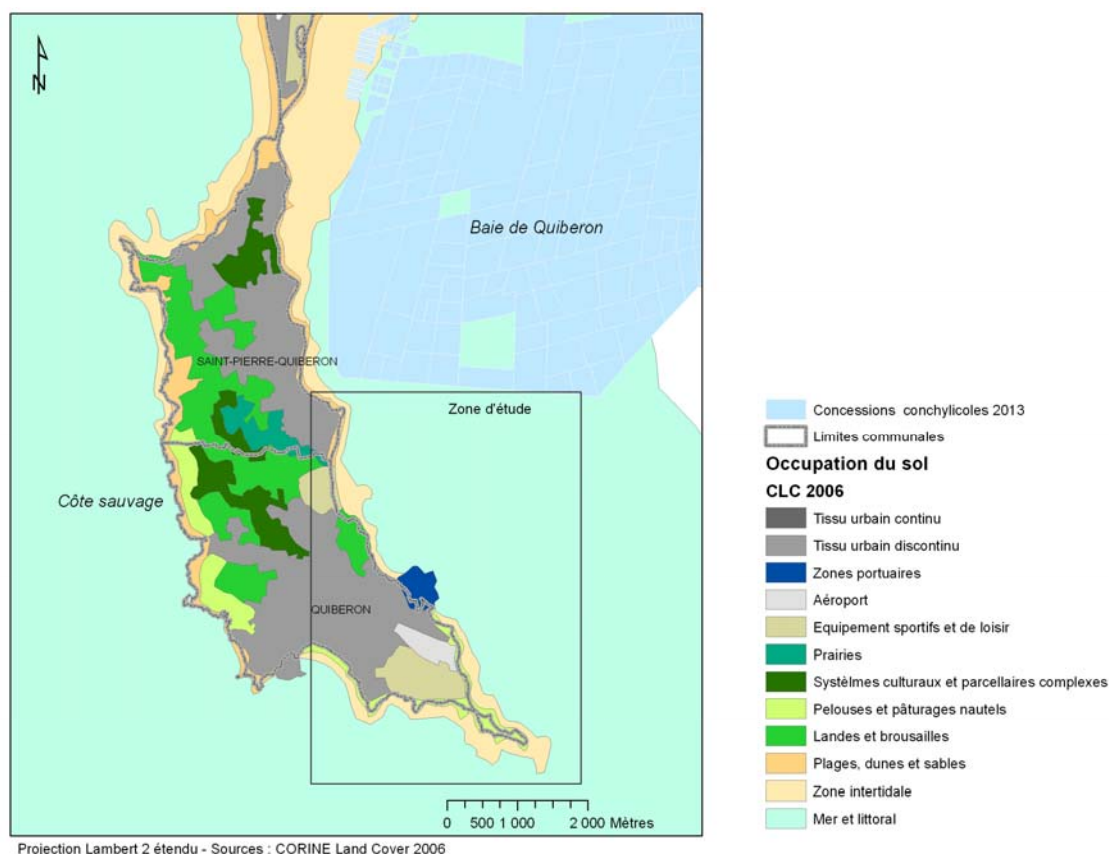 N
Baie de Quiberon
SAINT-PIERRE-QUIBERON
Zone d'étude
Côte sauvage
QUIBERON
0 500 1 000 2 000 Mètres
Projection Lambert 2 étendu - Sources : CORINE Land Cover 2006
Concessions conchylicoles 2013
Limites communales
Occupation du sol
CLC 2006
Tissu urbain continu
Tissu urbain discontinu
Zones portuaires
Aéroport
Equipement sportifs et de loisir
Prairies
Systèlmes culturaux et parcellaires complexes
Pelouses et pâturages nautels
Landes et brousailles
Plages, dunes et sables
Zone intertidale
Mer et littoral